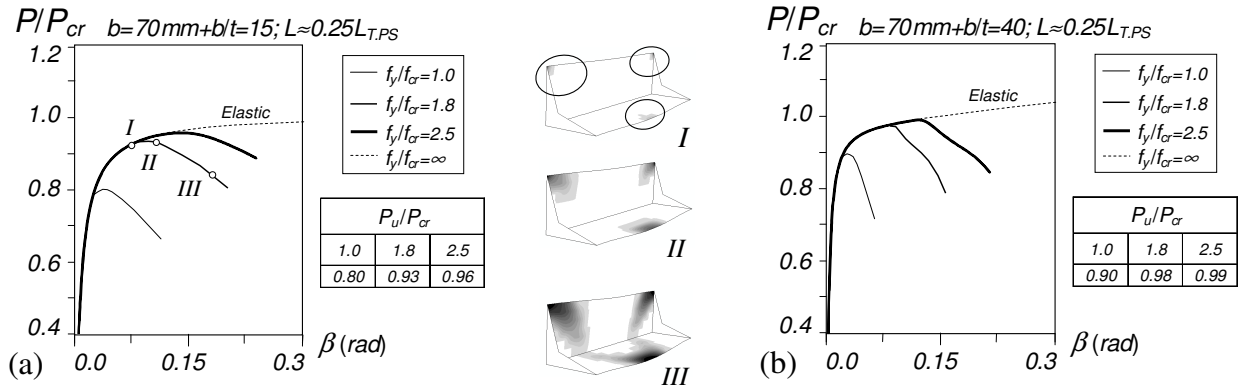 P/Pcr b=70mm+b/t=15; L≈0.25LT.PS
1.2
1.0
0.8
0.6
0.4
I
II
III
Elastic
fy/fcr=1.0
fy/fcr=1.8
fy/fcr=2.5
fy/fcr=∞
Pu/Pcr
1.0 1.8 2.5
0.80 0.93 0.96
(a)
0.0 0.15 0.3
β (rad)
I
II
III
P/Pcr b=70mm+b/t=40; L≈0.25LT.PS
1.2
1.0
0.8
0.6
0.4
Elastic
fy/fcr=1.0
fy/fcr=1.8
fy/fcr=2.5
fy/fcr=∞
Pu/Pcr
1.0 1.8 2.5
0.90 0.98 0.99
(b)
0.0 0.15 0.3
β (rad)